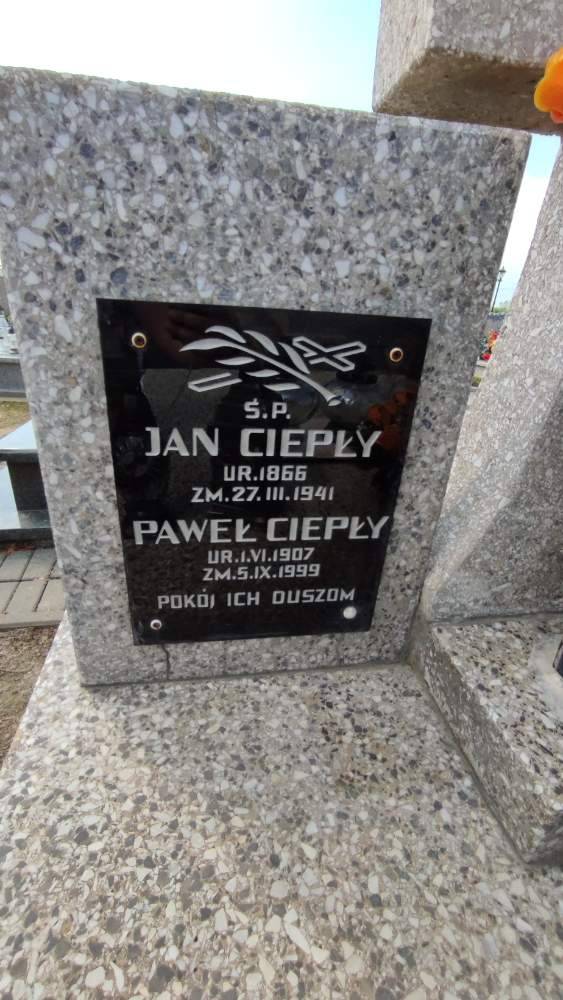 Ś.P.
JAN CIEPŁY
UR.1866
ZM.27.III.1941
PAWEŁ CIEPŁY
UR.1.VI.1907
ZM.5.IX.1999
POKÓJ ICH DUSZOM